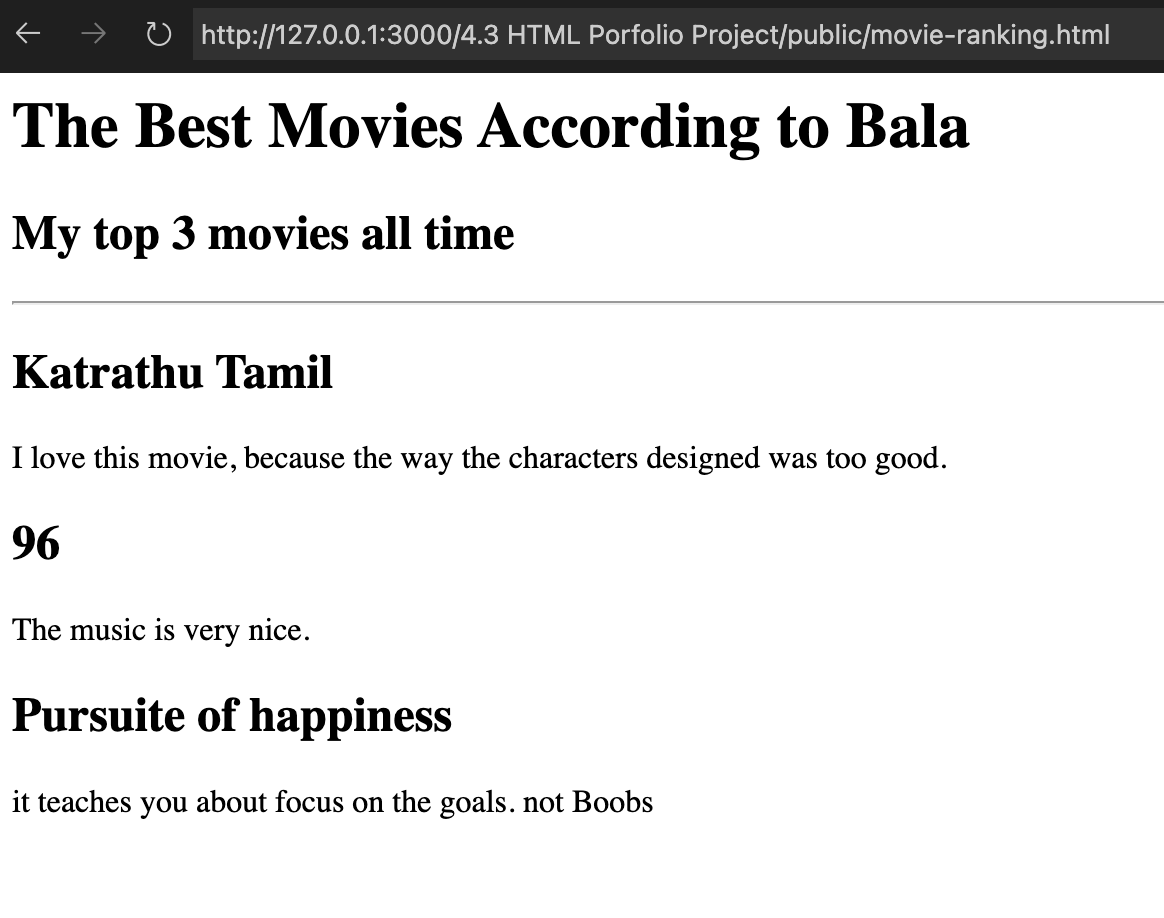 http://127.0.0.1:3000/4.3 HTML Porfolio Project/public/movie-ranking.html
The Best Movies According to Bala
My top 3 movies all time
Katrathu Tamil
I love this movie, because the way the characters designed was too good.
96
The music is very nice.
Pursuite of happiness
it teaches you about focus on the goals. not Boobs